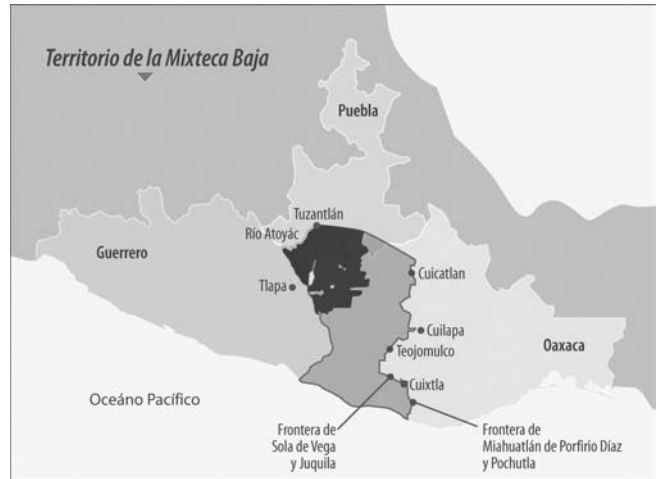 Territorio de la Mixteca Baja
Puebla
Tuzantlán
Río Atoyác
Guerrero
Tlapa
Cuicatlan
Cuilapa
Teojomulco
Oaxaca
Cuixtla
Oceáno Pacífico
Frontera de
Sola de Vega
y Juquila
Frontera de
Miahuatlán de Porfirio Díaz
y Pochutla